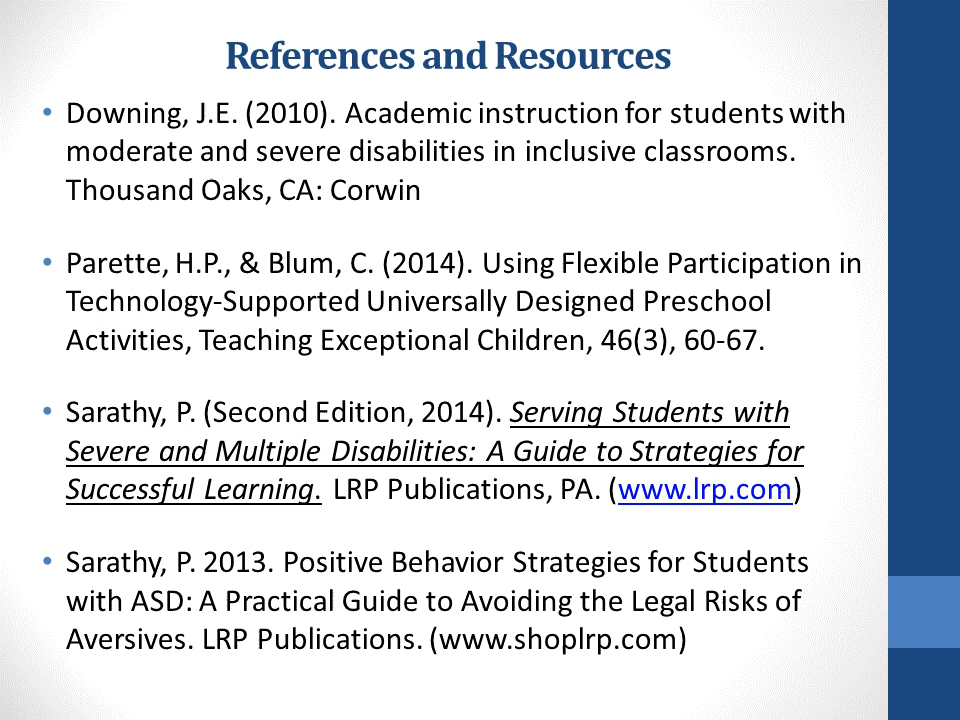 References and Resources
• Downing, J.E. (2010). Academic instruction for students with
moderate and severe disabilities in inclusive classrooms.
Thousand Oaks, CA: Corwin
• Parette, H.P., & Blum, C. (2014). Using Flexible Participation in
Technology-Supported Universally Designed Preschool
Activities, Teaching Exceptional Children, 46(3), 60-67.
• Sarathy, P. (Second Edition, 2014). Serving Students with
Severe and Multiple Disabilities: A Guide to Strategies for
Successful Learning. LRP Publications, PA. (www.lrp.com)
• Sarathy, P. 2013. Positive Behavior Strategies for Students
with ASD: A Practical Guide to Avoiding the Legal Risks of
Aversives. LRP Publications. (www.shoplrp.com)